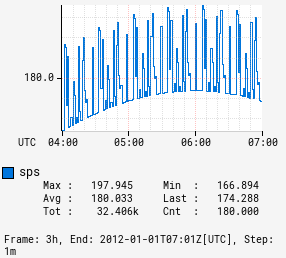 180.0
UTC 04:00 05:00 06:00 07:00
sps
Max : 197.945 Min : 166.894
Avg : 180.033 Last : 174.288
Tot : 32.406k Cnt : 180.000
Frame: 3h, End: 2012-01-01T07:01Z[UTC], Step:
1m